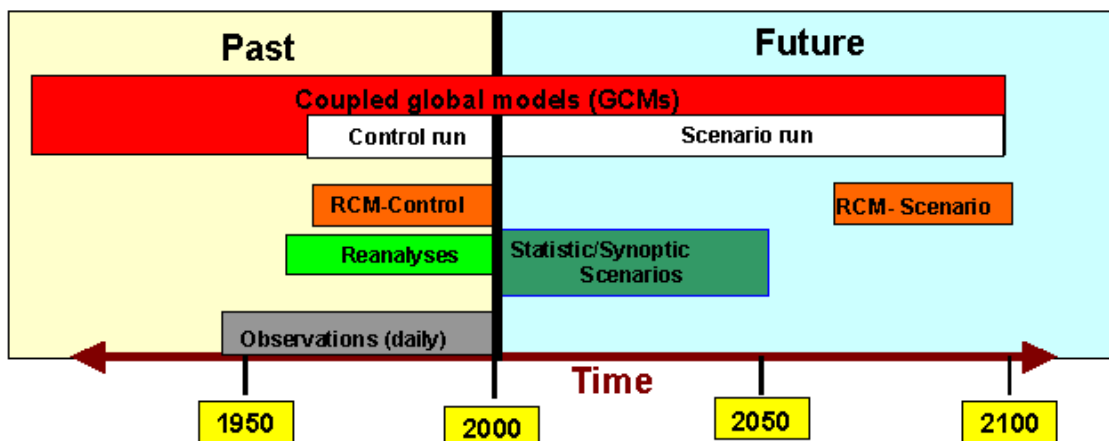 Past
Future
Coupled global models (GCMs)
Control run
Scenario run
RCM-Control
RCM- Scenario
Reanalyses
Statistic/Synoptic
Scenarios
Observations (daily)
Time
1950
2000
2050
2100